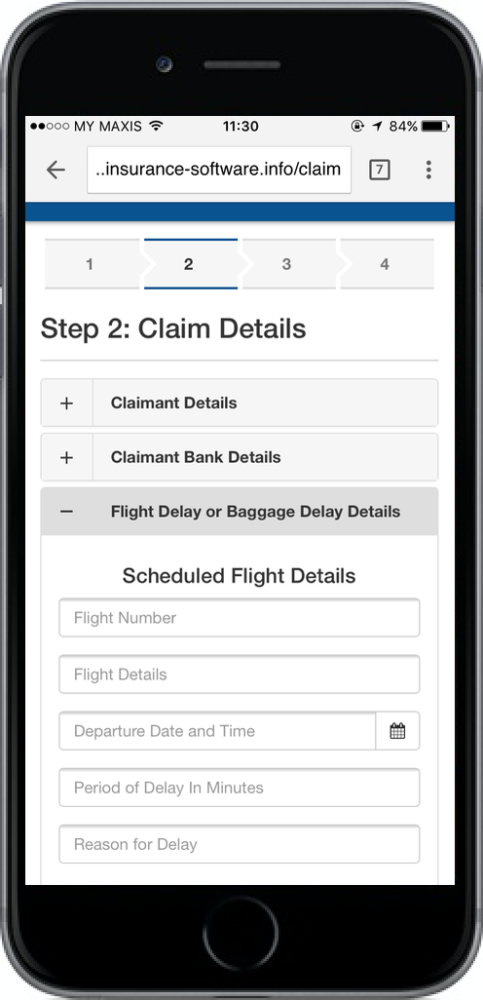 MY MAXIS 11:30 84%
..insurance-software.info/claim 7
1 2 3 4
Step 2: Claim Details
+ Claimant Details
+ Claimant Bank Details
− Flight Delay or Baggage Delay Details
Scheduled Flight Details
Flight Number
Flight Details
Departure Date and Time
Period of Delay In Minutes
Reason for Delay